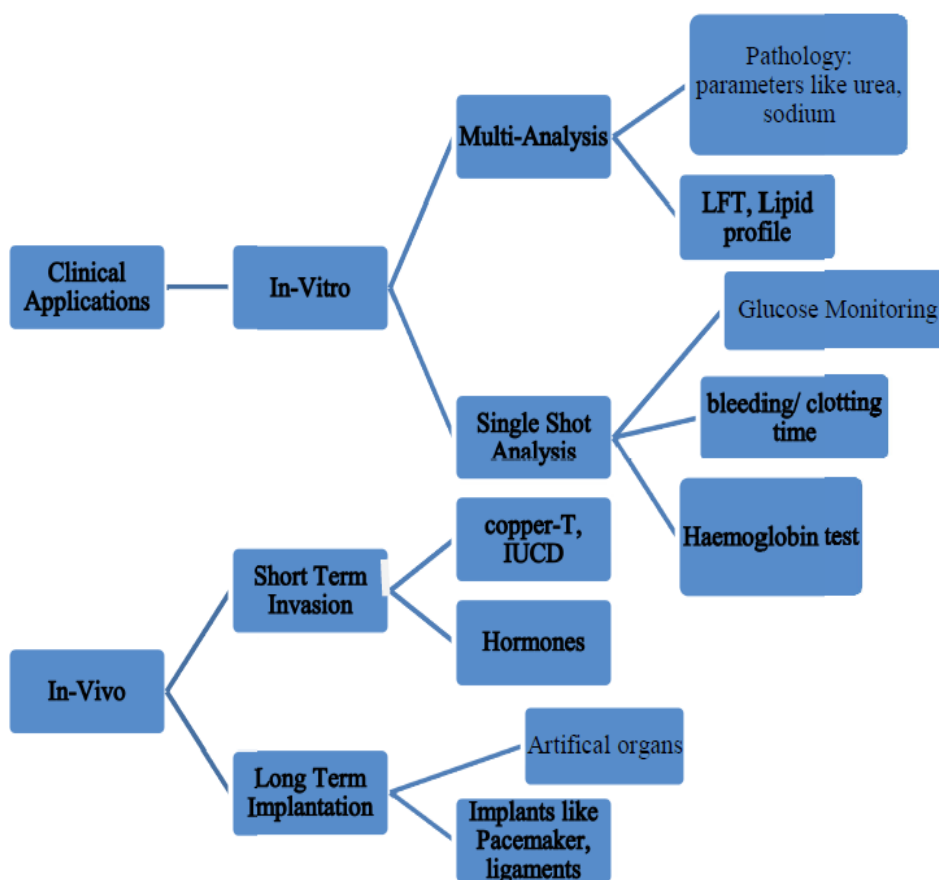 Pathology:
parameters like urea,
sodium
Multi-Analysis
LFT, Lipid
profile
Clinical
Applications
In-Vitro
Glucose Monitoring
bleeding/ clotting
time
Single Shot
Analysis
Haemoglobin test
copper-T,
IUCD
Short Term
Invasion
Hormones
In-Vivo
Artifical organs
Long Term
Implantation
Implants like
Pacemaker,
ligaments